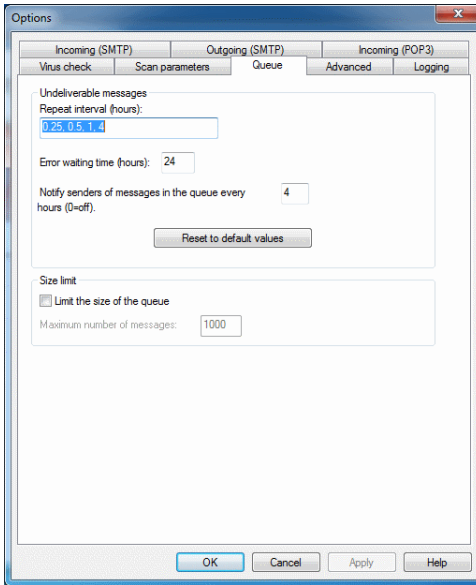 Options
Incoming (SMTP) Outgoing (SMTP) Incoming (POP3)
Virus check Scan parameters Queue Advanced Logging
Undeliverable messages
Repeat interval (hours):
0.25, 0.5, 1, 4
Error waiting time (hours): 24
Notify senders of messages in the queue every 4
hours (0=off).
Reset to default values
Size limit
Limit the size of the queue
Maximum number of messages: 1000
OK Cancel Apply Help